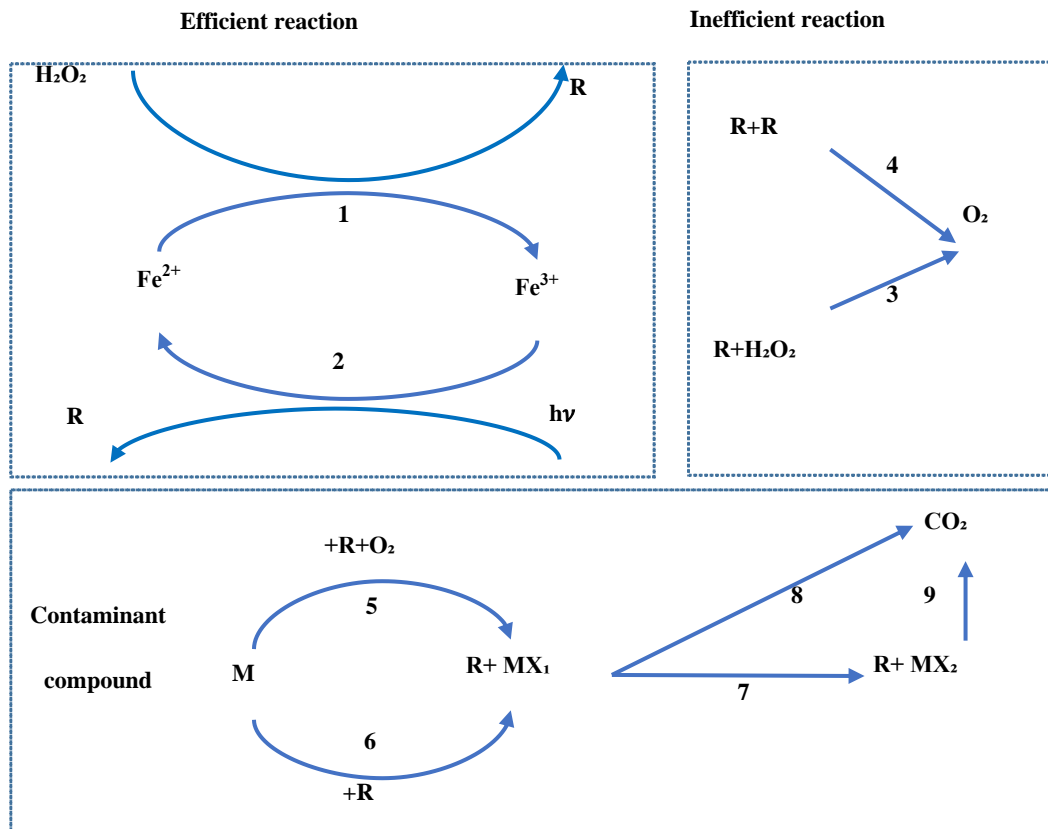 Efficient reaction
Inefficient reaction
H₂O₂
R
1
Fe²⁺
Fe³⁺
2
R
hν
R+R
4
O₂
3
R+H₂O₂
CO₂
+R+O₂
5
8
9
Contaminant
compound
M
R+ MX₁
R+ MX₂
7
6
+R